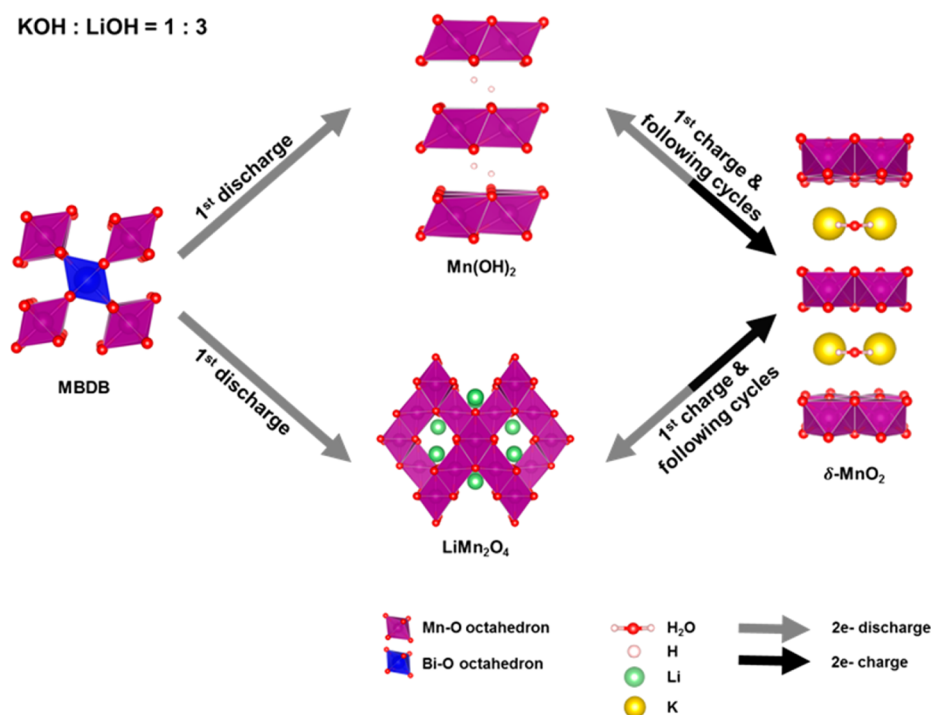 KOH : LiOH = 1 : 3
1st discharge
1st charge &
following cycles
Mn(OH)2
MBDB
1st discharge
1st charge &
following cycles
δ-MnO2
LiMn2O4
Mn-O octahedron
Bi-O octahedron
H2O
H
Li
K
2e- discharge
2e- charge